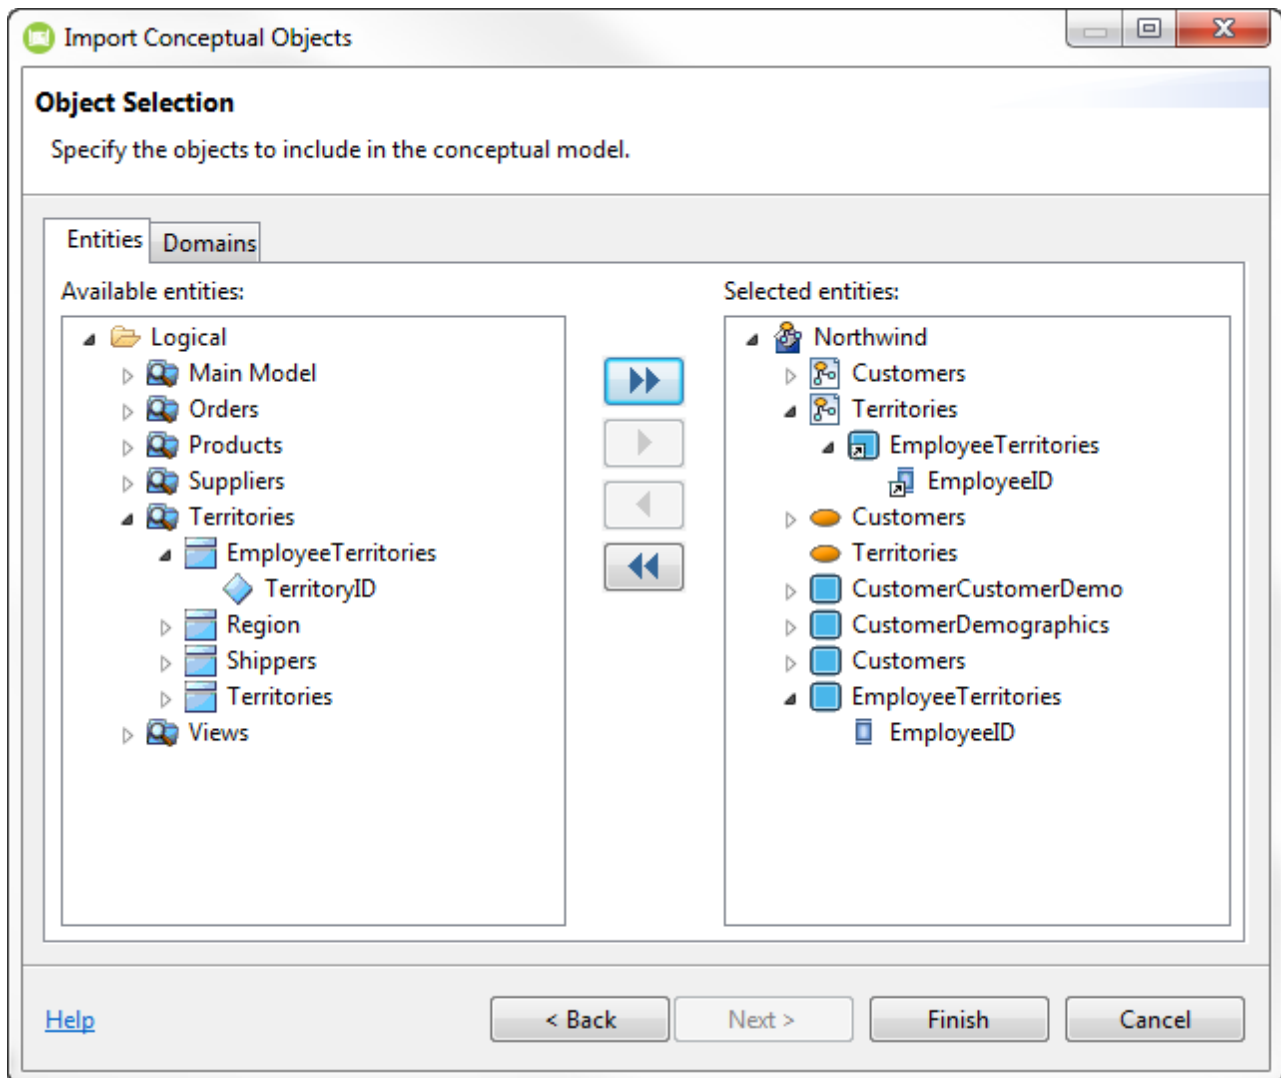 Import Conceptual Objects
Object Selection
Specify the objects to include in the conceptual model.
Entities
Domains
Available entities:
Logical
Main Model
Orders
Products
Suppliers
Territories
EmployeeTerritories
TerritoryID
Region
Shippers
Territories
Views
Selected entities:
Northwind
Customers
Territories
EmployeeTerritories
EmployeeID
Customers
Territories
CustomerCustomerDemo
CustomerDemographics
Customers
EmployeeTerritories
EmployeeID
Help
< Back
Next >
Finish
Cancel